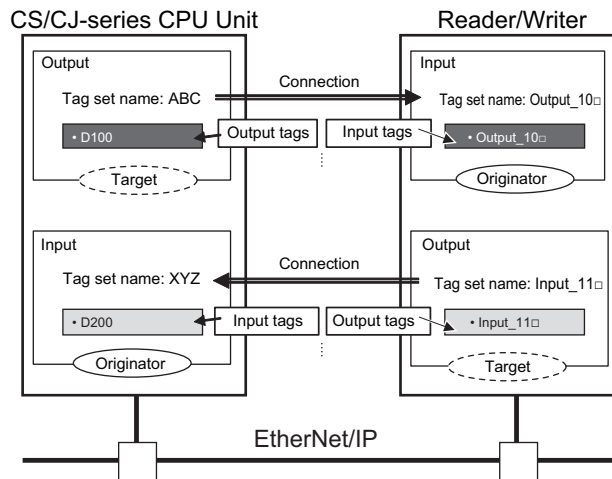 CS/CJ-series CPU Unit
Reader/Writer
Output
Tag set name: ABC
Connection
Input
Tag set name: Output_10□
• D100
Output tags
Input tags
• Output_10□
Target
Originator
Input
Tag set name: XYZ
Connection
Output
Tag set name: Input_11□
• D200
Input tags
Output tags
• Input_11□
Originator
Target
EtherNet/IP